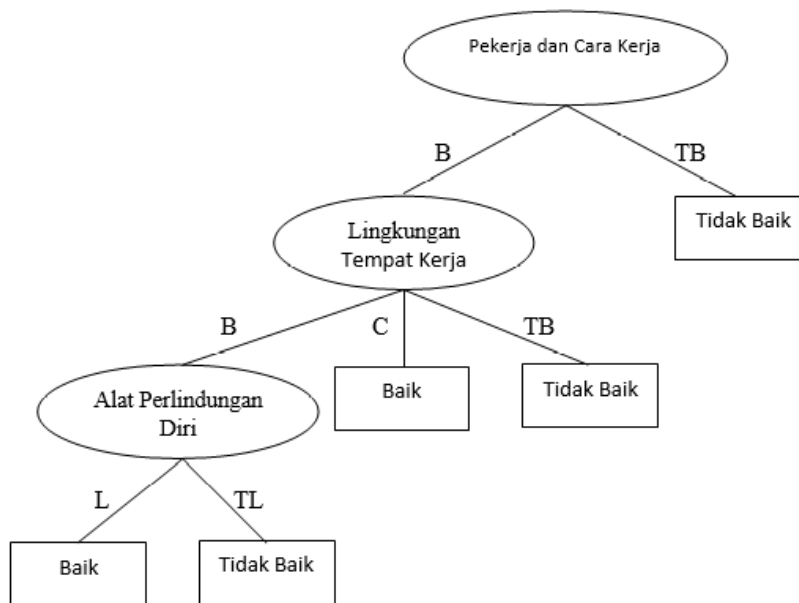 Pekerja dan Cara Kerja
B
TB
Lingkungan
Tempat Kerja
Tidak Baik
B
C
TB
Alat Perlindungan
Diri
Baik
Tidak Baik
L
TL
Baik
Tidak Baik